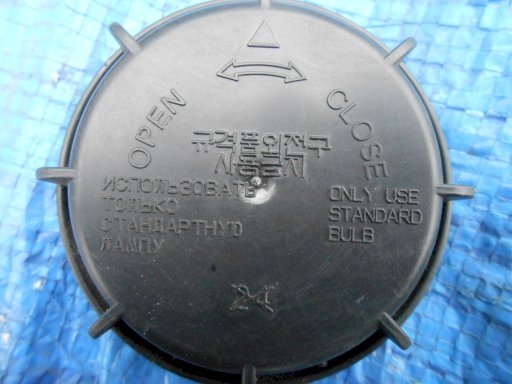 OPEN
CLOSE
규격품외전구
사용금지
ИСПОЛЬЗОВАТЬ
ТОЛЬКО
СТАНДАРТНУЮ
ЛАМПУ
ONLY USE
STANDARD
BULB